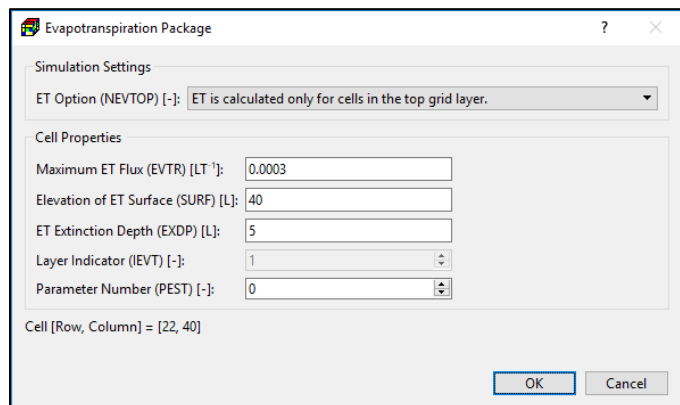 Evapotranspiration Package ?
Simulation Settings
ET Option (NEVTOP) [-]: ET is calculated only for cells in the top grid layer.
Cell Properties
Maximum ET Flux (EVTR) [LT⁻¹]: 0.0003
Elevation of ET Surface (SURF) [L]: 40
ET Extinction Depth (EXDP) [L]: 5
Layer Indicator (IEVT) [-]: 1
Parameter Number (PEST) [-]: 0
Cell [Row, Column] = [22, 40]
OK Cancel